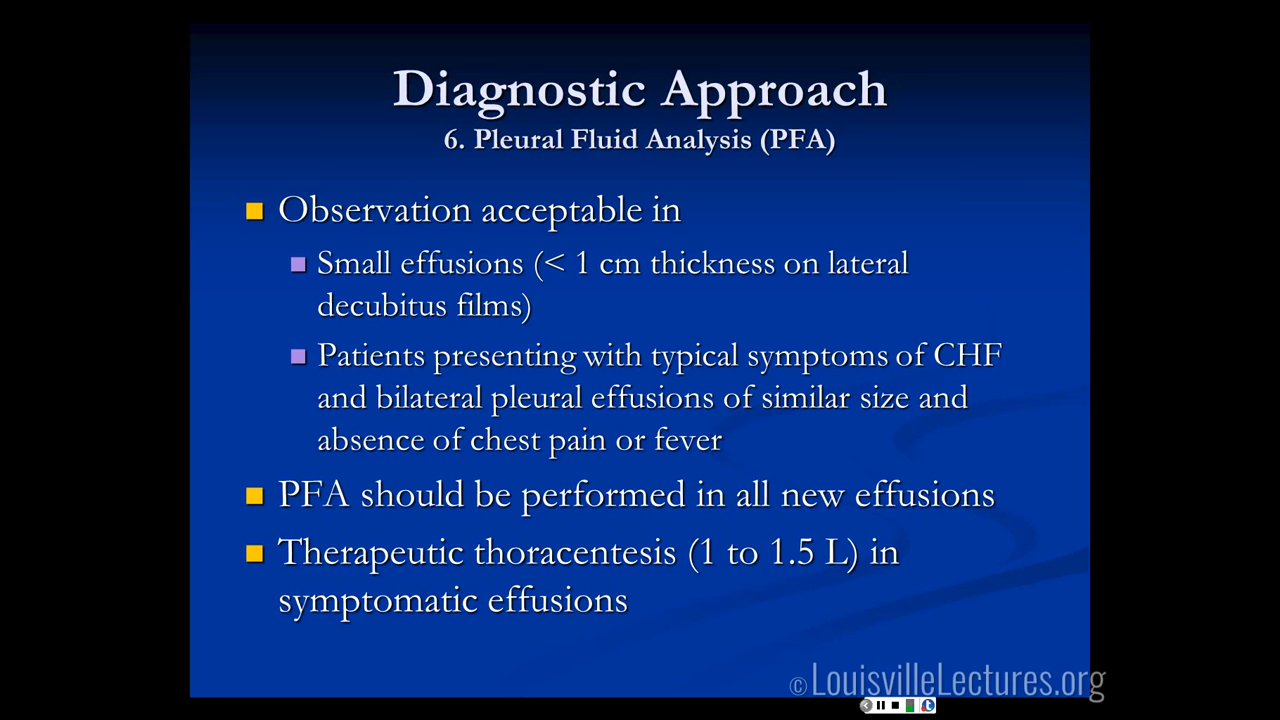 Diagnostic Approach
6. Pleural Fluid Analysis (PFA)
Observation acceptable in
Small effusions (< 1 cm thickness on lateral
decubitus films)
Patients presenting with typical symptoms of CHF
and bilateral pleural effusions of similar size and
absence of chest pain or fever
PFA should be performed in all new effusions
Therapeutic thoracentesis (1 to 1.5 L) in
symptomatic effusions
© LouisvilleLectures.org